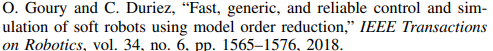 O. Goury and C. Duriez, “Fast, generic, and reliable control and sim-
ulation of soft robots using model order reduction,” IEEE Transactions
on Robotics, vol. 34, no. 6, pp. 1565–1576, 2018.